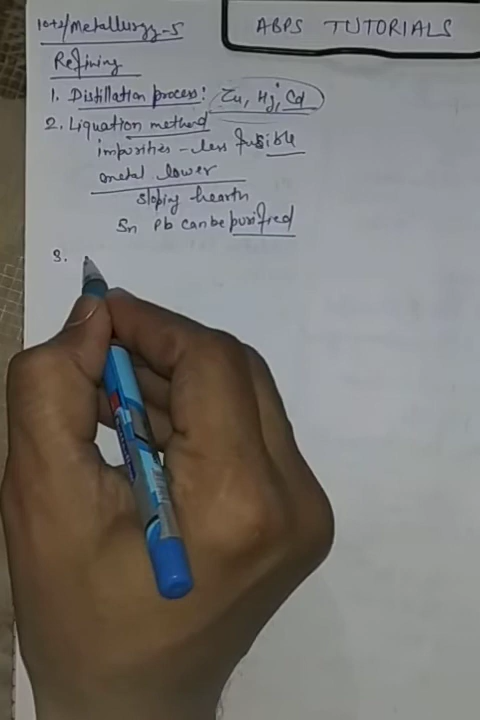 10+2/Metallurgy-5
ABPS TUTORIALS
Refining
1. Distillation process: Zn, Hg, Cd
2. Liquation method
impurities - less fusible
metal lower
sloping hearth
Sn Pb can be purified
3.